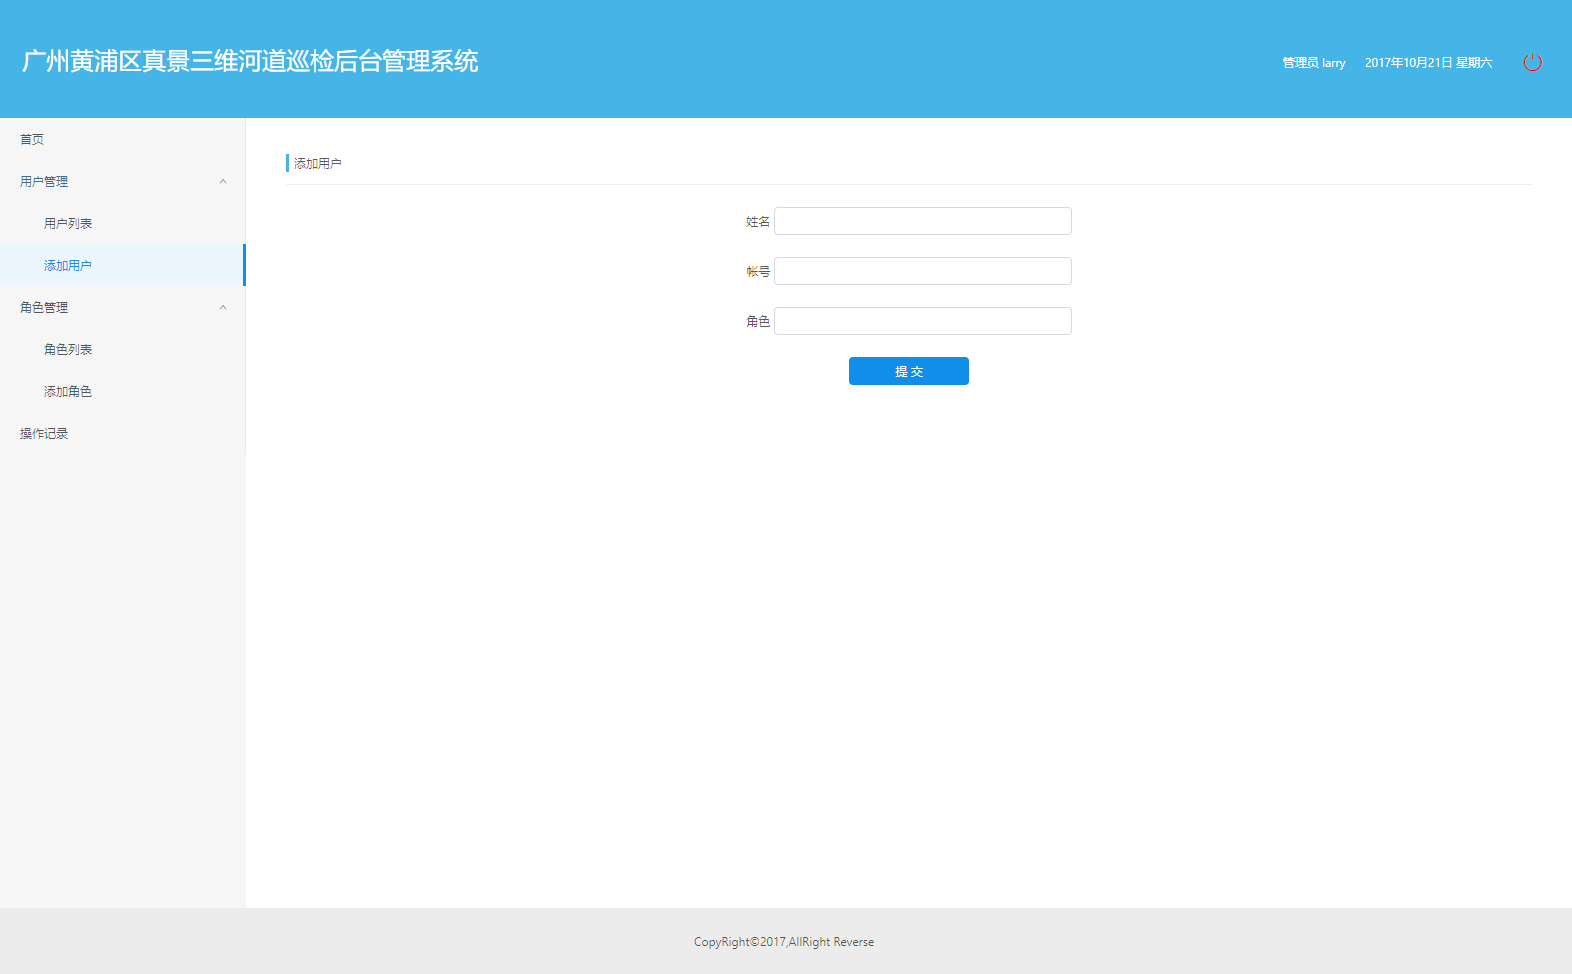 广州黄浦区真景三维河道巡检后台管理系统
管理员 larry 2017年10月21日 星期六
首页
用户管理
用户列表
添加用户
角色管理
角色列表
添加角色
操作记录
添加用户
姓名
帐号
角色
提 交
CopyRight©2017,AllRight Reverse